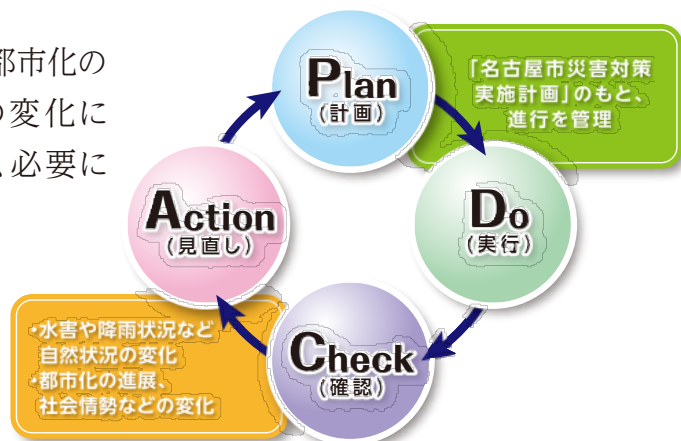 都市化の
の変化に
、必要に
Plan
(計画)
「名古屋市災害対策
実施計画」のもと、
進行を管理
Action
(見直し)
Do
(実行)
・水害や降雨状況など
自然状況の変化
・都市化の進展、
社会情勢などの変化
Check
(確認)